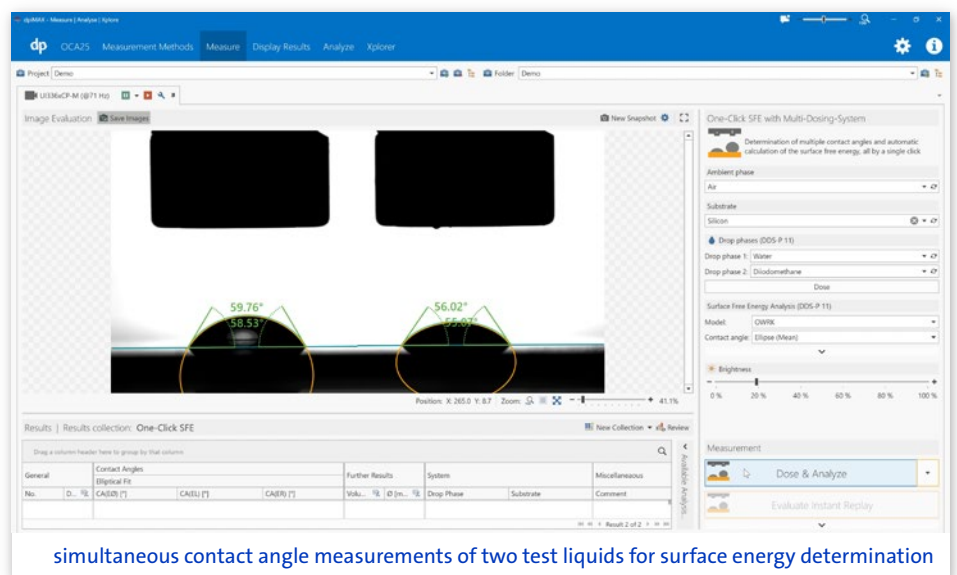 dpiMAX - Measure | Analyse | Xplore
dp OCA25 Measurement Methods Measure Display Results Analyze Xplorer
Project Demo Folder Demo
UI336xCP-M (@71 Hz)
Image Evaluation Save Images New Snapshot
59.76°
58.53°
56.02°
55.07°
Position: X: 265.0 Y: 8.7 Zoom: 41.1%
One-Click SFE with Multi-Dosing-System
Determination of multiple contact angles and automatic
calculation of the surface free energy, all by a single click
Ambient phase
Air
Substrate
Silicon
Drop phases (DDS-P 11)
Drop phase 1: Water
Drop phase 2: Diiodomethane
Dose
Surface Free Energy Analysis (DDS-P 11)
Model: OWRK
Contact angle: Ellipse (Mean)
Brightness
0 % 20 % 40 % 60 % 80 % 100 %
Results | Results collection: One-Click SFE New Collection Review
Drag a column header here to group by that column
General Contact Angles Further Results System Miscellaneous
Elliptical Fit
No. D... CA(EØ) [°] CA(EL) [°] CA(ER) [°] Volu... Ø [m... Drop Phase Substrate Comment
Result 2 of 2
Available Analysis...
Measurement
Dose & Analyze
Evaluate Instant Replay
simultaneous contact angle measurements of two test liquids for surface energy determination